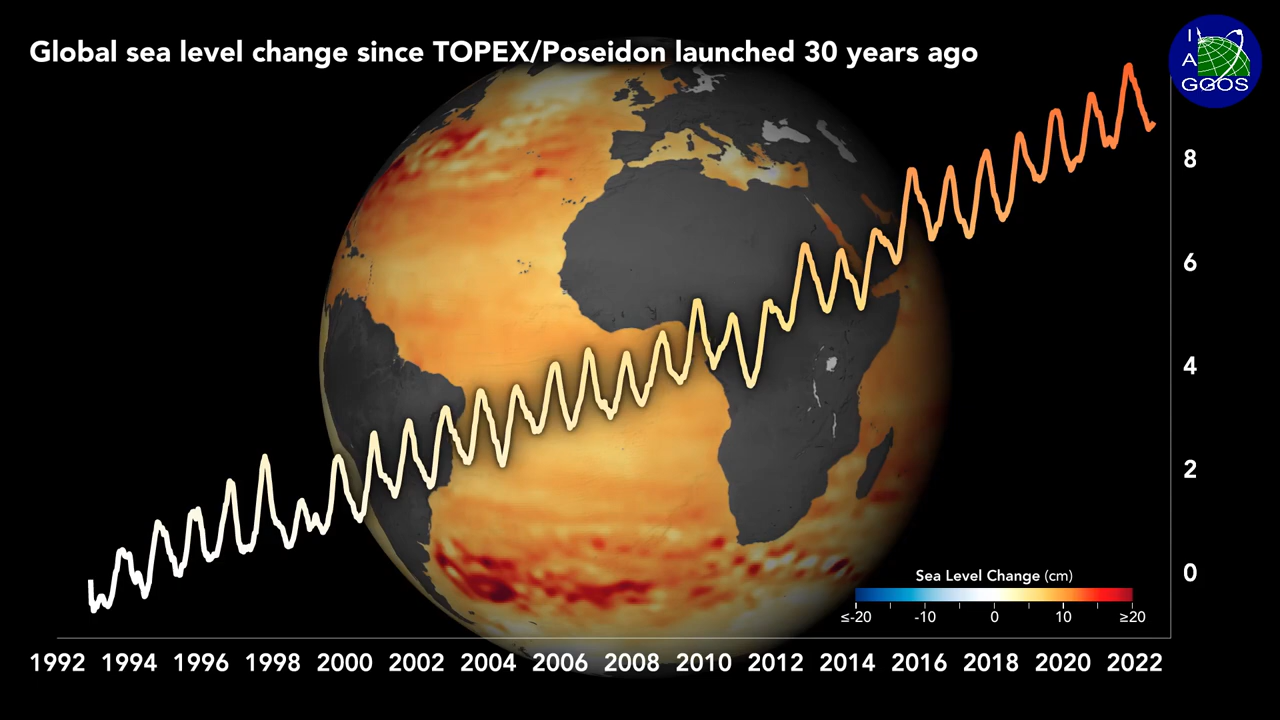 Global sea level change since TOPEX/Poseidon launched 30 years ago
I
A
GGOS
8
6
4
2
0
Sea Level Change (cm)
≤-20 -10 0 10 ≥20
1992 1994 1996 1998 2000 2002 2004 2006 2008 2010 2012 2014 2016 2018 2020 2022